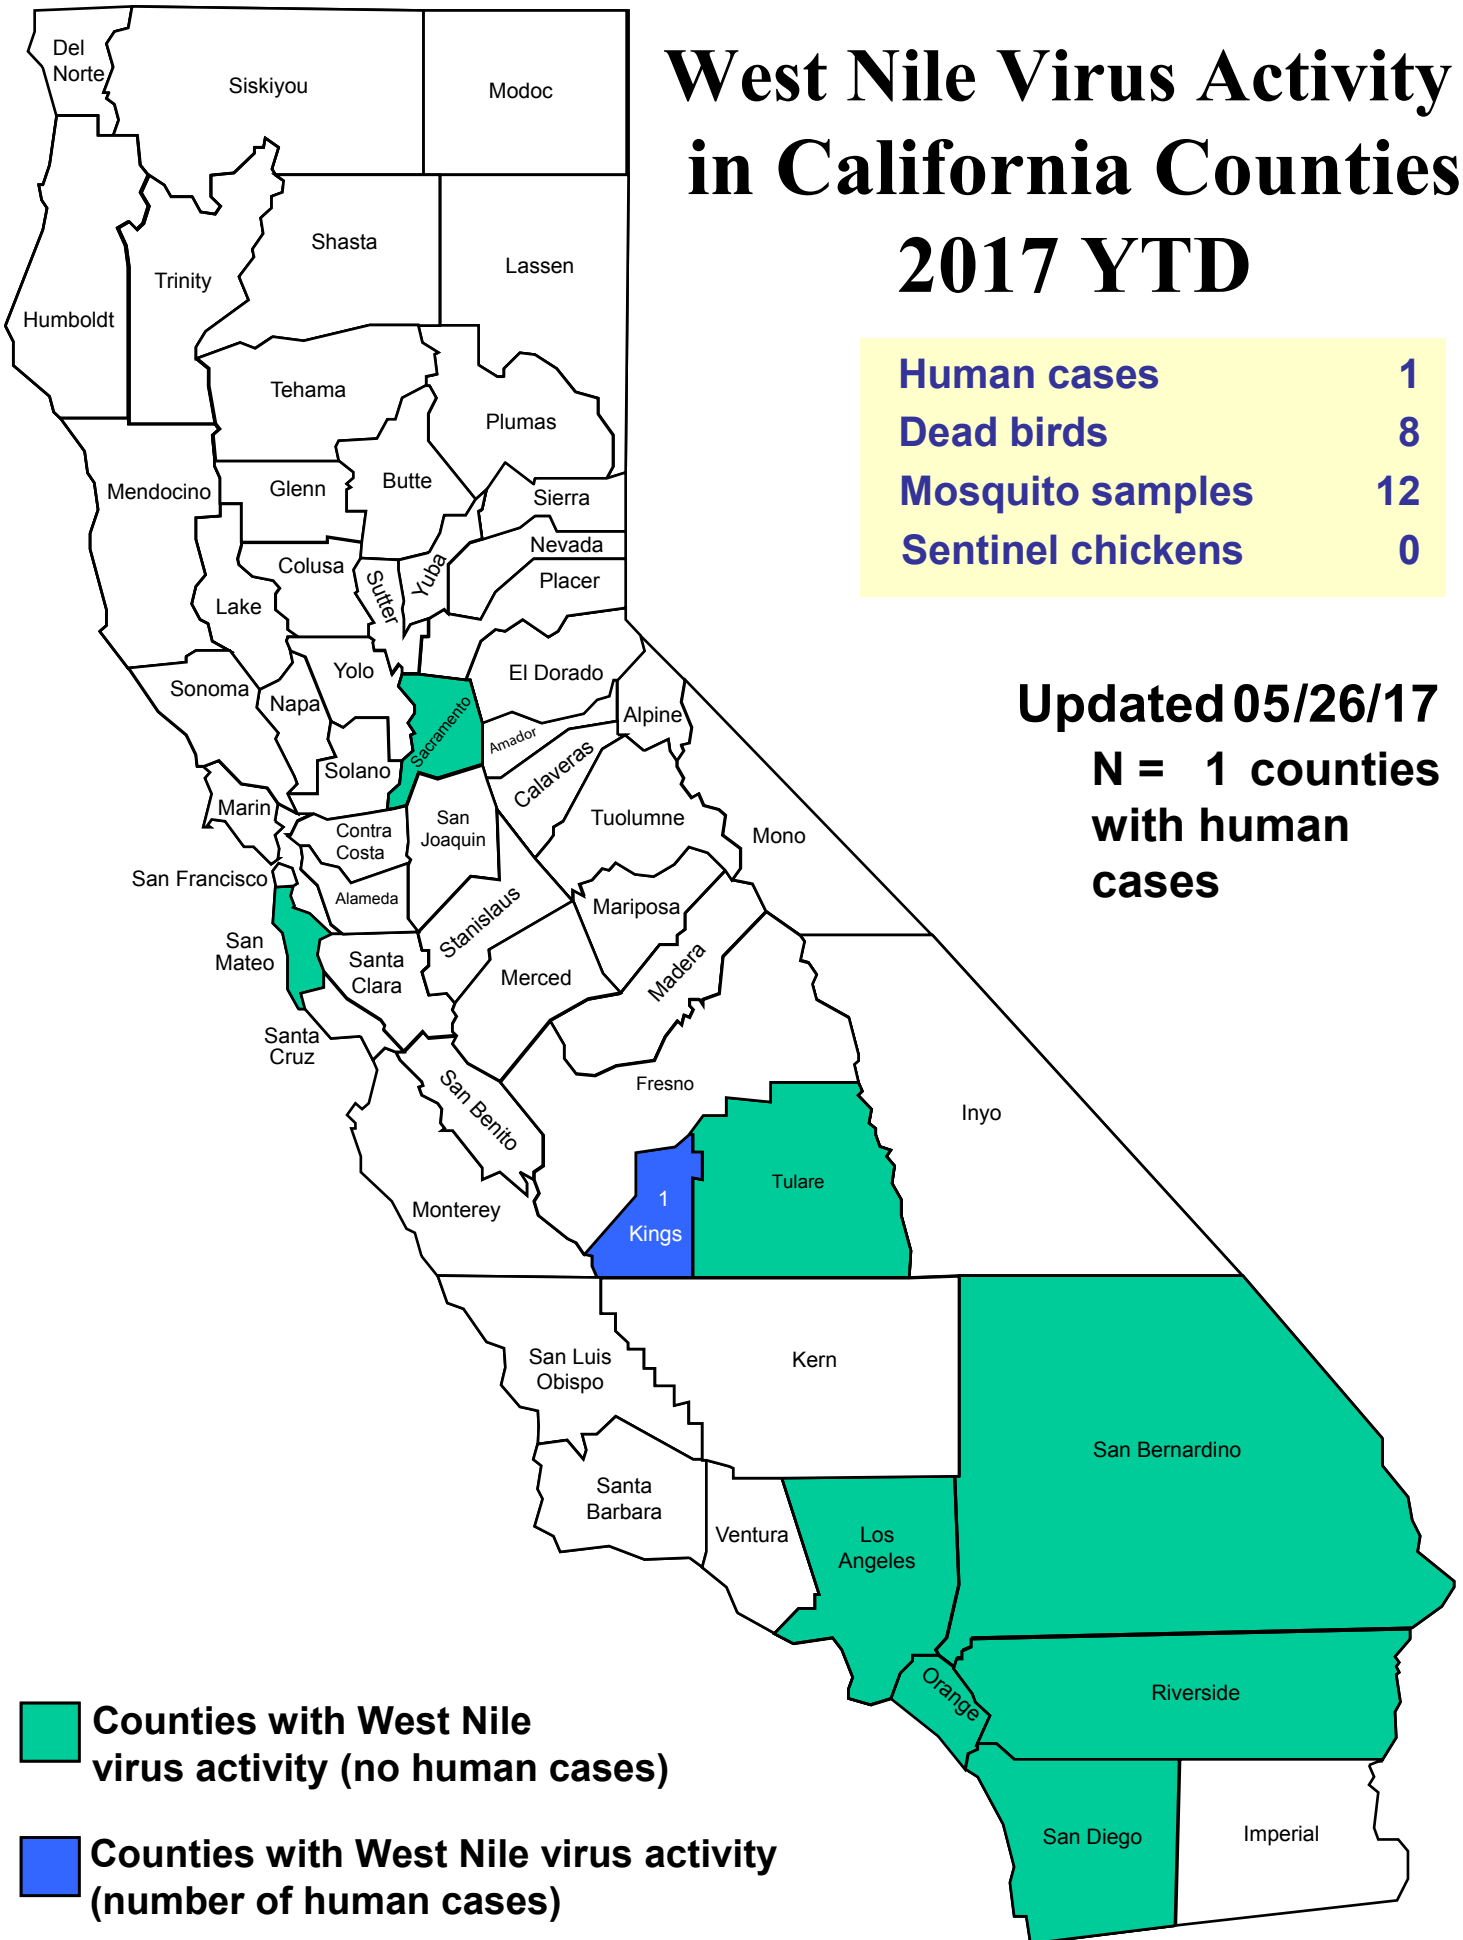 West Nile Virus Activity
in California Counties
2017 YTD
Human cases 1
Dead birds 8
Mosquito samples 12
Sentinel chickens 0
Updated 05/26/17
N = 1 counties
with human
cases
Del
Norte
Siskiyou
Modoc
Shasta
Lassen
Trinity
Humboldt
Tehama
Plumas
Butte
Glenn
Mendocino
Sierra
Nevada
Colusa
Placer
Sutter
Yuba
Lake
Yolo
El Dorado
Sonoma
Napa
Sacramento
Alpine
Amador
Solano
Calaveras
Marin
Contra
Costa
San
Joaquin
Tuolumne
Mono
San Francisco
Alameda
Mariposa
Stanislaus
San
Mateo
Santa
Clara
Merced
Madera
Santa
Cruz
Fresno
San Benito
Inyo
Tulare
1
Kings
Monterey
San Luis
Obispo
Kern
San Bernardino
Santa
Barbara
Ventura
Los
Angeles
Orange
Riverside
San Diego
Imperial
Counties with West Nile
virus activity (no human cases)
Counties with West Nile virus activity
(number of human cases)